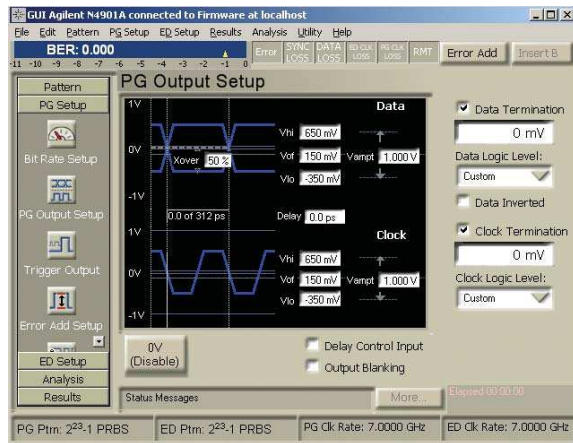 GUI Agilent N4901A connected to Firmware at localhost
File Edit Pattern PG Setup ED Setup Results Analysis Utility Help
BER: 0.000
-11 -10 -9 -8 -7 -6 -5 -4 -3 -2 -1 0
Error
SYNC LOSS
DATA LOSS
ED CLK LOSS
PG CLK LOSS
RMT
Error Add
Insert B
Pattern
PG Setup
Bit Rate Setup
PG Output Setup
Trigger Output
Error Add Setup
ED Setup
Analysis
Results
PG Output Setup
1V
Data
0V
Xover 50 %
Vhi 650 mV
Vof 150 mV Vampt 1.000 V
Vlo -350 mV
-1V
0.0 of 312 ps
Delay 0.0 ps
1V
Clock
0V
Vhi 650 mV
Vof 150 mV Vampt 1.000 V
Vlo -350 mV
-1V
0V
(Disable)
Delay Control Input
Output Blanking
Data Termination
0 mV
Data Logic Level:
Custom
Data Inverted
Clock Termination
0 mV
Clock Logic Level:
Custom
Status Messages
More...
Elapsed 00:00:00
PG Ptrn: 2²³-1 PRBS
ED Ptrn: 2²³-1 PRBS
PG Clk Rate: 7.0000 GHz
ED Clk Rate: 7.0000 GHz